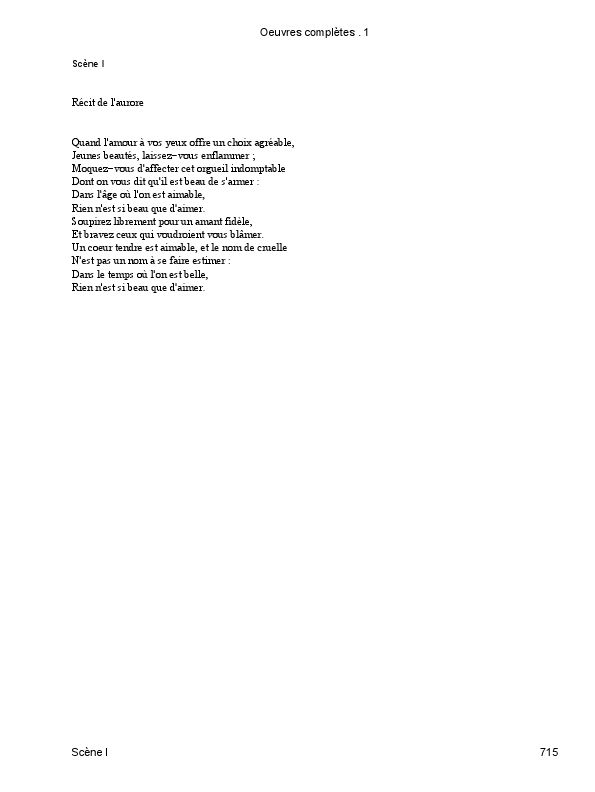 Oeuvres complètes . 1
Scène I
Récit de l'aurore
Quand l'amour à vos yeux offre un choix agréable,
Jeunes beautés, laissez−vous enflammer ;
Moquez−vous d'affecter cet orgueil indomptable
Dont on vous dit qu'il est beau de s'armer :
Dans l'âge où l'on est aimable,
Rien n'est si beau que d'aimer.
Soupirez librement pour un amant fidèle,
Et bravez ceux qui voudroient vous blâmer.
Un coeur tendre est aimable, et le nom de cruelle
N'est pas un nom à se faire estimer :
Dans le temps où l'on est belle,
Rien n'est si beau que d'aimer.
Scène I 715